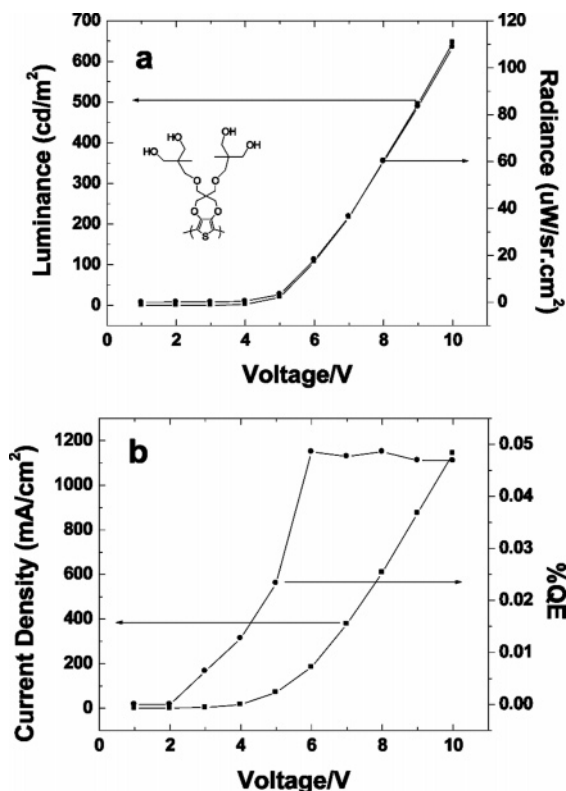 a
Luminance (cd/m²)
700
600
500
400
300
200
100
0
120
100
80
60
40
20
0
Radiance (uW/sr.cm²)
HO OH
HO OH
O O
O O
S
0 2 4 6 8 10
Voltage/V
b
Current Density (mA/cm²)
1200
1000
800
600
400
200
0
0.05
0.04
0.03
0.02
0.01
0.00
%QE
0 2 4 6 8 10
Voltage/V